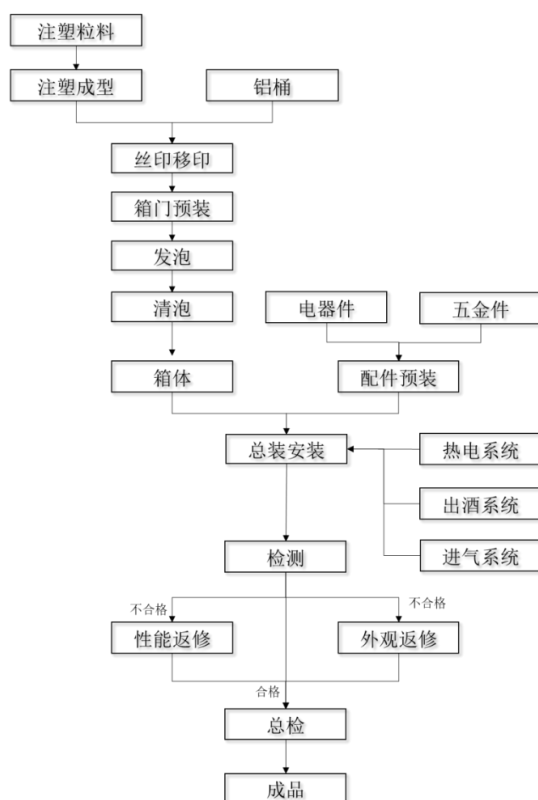 注塑粒料
注塑成型
铝桶
丝印移印
箱门预装
发泡
清泡
电器件
五金件
箱体
配件预装
总装安装
热电系统
出酒系统
进气系统
检测
不合格
不合格
性能返修
外观返修
合格
总检
成品